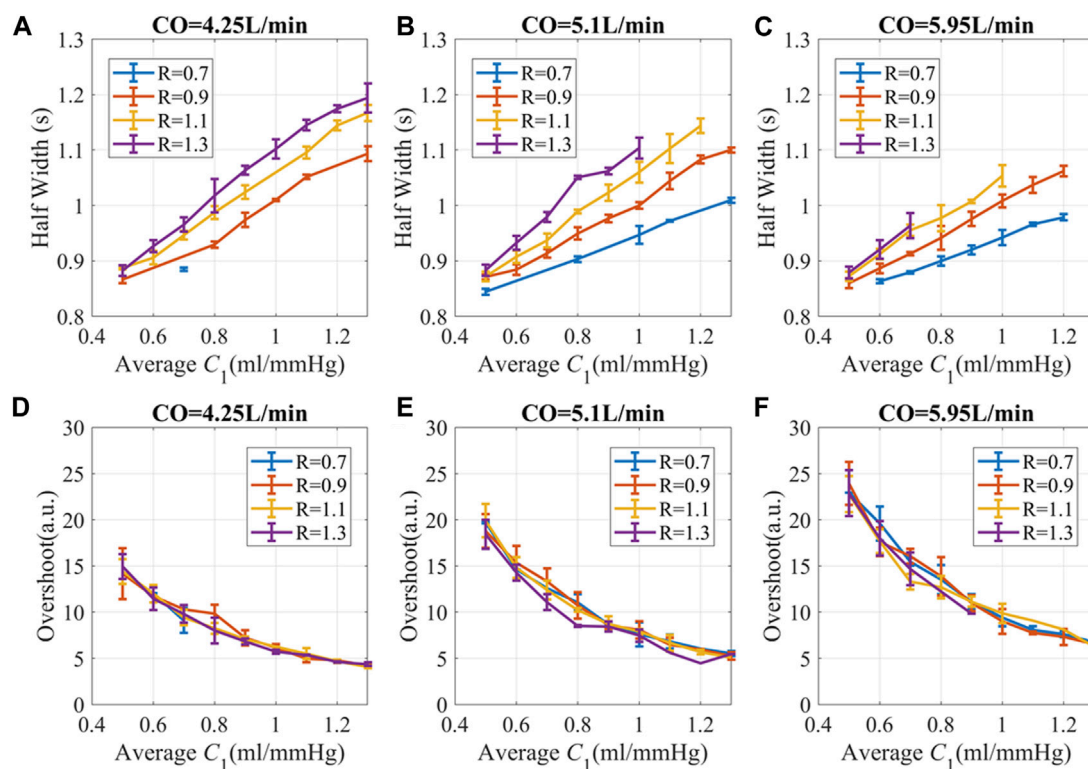 A
CO=4.25L/min
1.3
1.2
1.1
1
0.9
0.8
Half Width (s)
R=0.7
R=0.9
R=1.1
R=1.3
0.4 0.6 0.8 1 1.2
Average C1(ml/mmHg)
B
CO=5.1L/min
1.3
1.2
1.1
1
0.9
0.8
Half Width (s)
R=0.7
R=0.9
R=1.1
R=1.3
0.4 0.6 0.8 1 1.2
Average C1(ml/mmHg)
C
CO=5.95L/min
1.3
1.2
1.1
1
0.9
0.8
Half Width (s)
R=0.7
R=0.9
R=1.1
R=1.3
0.4 0.6 0.8 1 1.2
Average C1(ml/mmHg)
D
CO=4.25L/min
30
25
20
15
10
5
0
Overshoot(a.u.)
R=0.7
R=0.9
R=1.1
R=1.3
0.4 0.6 0.8 1 1.2
Average C1(ml/mmHg)
E
CO=5.1L/min
30
25
20
15
10
5
0
Overshoot(a.u.)
R=0.7
R=0.9
R=1.1
R=1.3
0.4 0.6 0.8 1 1.2
Average C1(ml/mmHg)
F
CO=5.95L/min
30
25
20
15
10
5
0
Overshoot(a.u.)
R=0.7
R=0.9
R=1.1
R=1.3
0.4 0.6 0.8 1 1.2
Average C1(ml/mmHg)